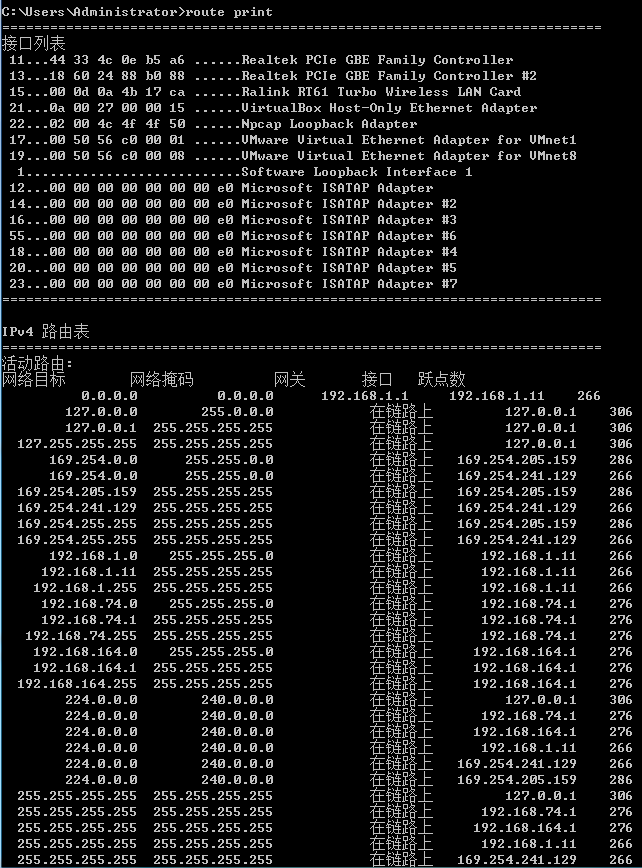 C:\Users\Administrator>route print
===========================================================================
接口列表
 11...44 33 4c 0e b5 a6 ......Realtek PCIe GBE Family Controller
 13...18 60 24 88 b0 88 ......Realtek PCIe GBE Family Controller #2
 15...00 0d 0a 4b 17 ca ......Ralink RT61 Turbo Wireless LAN Card
 21...0a 00 27 00 00 15 ......VirtualBox Host-Only Ethernet Adapter
 22...02 00 4c 4f 4f 50 ......Npcap Loopback Adapter
 17...00 50 56 c0 00 01 ......VMware Virtual Ethernet Adapter for VMnet1
 19...00 50 56 c0 00 08 ......VMware Virtual Ethernet Adapter for VMnet8
  1...........................Software Loopback Interface 1
 12...00 00 00 00 00 00 00 e0 Microsoft ISATAP Adapter
 14...00 00 00 00 00 00 00 e0 Microsoft ISATAP Adapter #2
 16...00 00 00 00 00 00 00 e0 Microsoft ISATAP Adapter #3
 55...00 00 00 00 00 00 00 e0 Microsoft ISATAP Adapter #6
 18...00 00 00 00 00 00 00 e0 Microsoft ISATAP Adapter #4
 20...00 00 00 00 00 00 00 e0 Microsoft ISATAP Adapter #5
 23...00 00 00 00 00 00 00 e0 Microsoft ISATAP Adapter #7
===========================================================================
IPv4 路由表
===========================================================================
活动路由:
网络目标 网络掩码 网关 接口 跃点数
0.0.0.0 0.0.0.0 192.168.1.1 192.168.1.11 266
127.0.0.0 255.0.0.0 在链路上 127.0.0.1 306
127.0.0.1 255.255.255.255 在链路上 127.0.0.1 306
127.255.255.255 255.255.255.255 在链路上 127.0.0.1 306
169.254.0.0 255.255.0.0 在链路上 169.254.205.159 286
169.254.0.0 255.255.0.0 在链路上 169.254.241.129 266
169.254.205.159 255.255.255.255 在链路上 169.254.205.159 286
169.254.241.129 255.255.255.255 在链路上 169.254.241.129 266
169.254.255.255 255.255.255.255 在链路上 169.254.205.159 286
169.254.255.255 255.255.255.255 在链路上 169.254.241.129 266
192.168.1.0 255.255.255.0 在链路上 192.168.1.11 266
192.168.1.11 255.255.255.255 在链路上 192.168.1.11 266
192.168.1.255 255.255.255.255 在链路上 192.168.1.11 266
192.168.74.0 255.255.255.0 在链路上 192.168.74.1 276
192.168.74.1 255.255.255.255 在链路上 192.168.74.1 276
192.168.74.255 255.255.255.255 在链路上 192.168.74.1 276
192.168.164.0 255.255.255.0 在链路上 192.168.164.1 276
192.168.164.1 255.255.255.255 在链路上 192.168.164.1 276
192.168.164.255 255.255.255.255 在链路上 192.168.164.1 276
224.0.0.0 240.0.0.0 在链路上 127.0.0.1 306
224.0.0.0 240.0.0.0 在链路上 192.168.74.1 276
224.0.0.0 240.0.0.0 在链路上 192.168.164.1 276
224.0.0.0 240.0.0.0 在链路上 192.168.1.11 266
224.0.0.0 240.0.0.0 在链路上 169.254.241.129 266
224.0.0.0 240.0.0.0 在链路上 169.254.205.159 286
255.255.255.255 255.255.255.255 在链路上 127.0.0.1 306
255.255.255.255 255.255.255.255 在链路上 192.168.74.1 276
255.255.255.255 255.255.255.255 在链路上 192.168.164.1 276
255.255.255.255 255.255.255.255 在链路上 192.168.1.11 266
255.255.255.255 255.255.255.255 在链路上 169.254.241.129 266